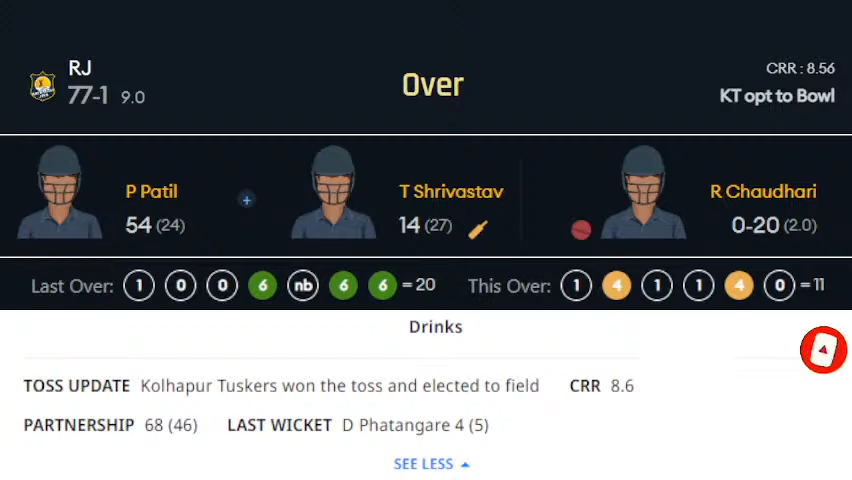 RJ
77-1 9.0
Over
CRR : 8.56
KT opt to Bowl
P Patil
54 (24)
+
T Shrivastav
14 (27)
R Chaudhari
0-20 (2.0)
Last Over: 1 0 0 6 nb 6 6 = 20
This Over: 1 4 1 1 4 0 = 11
Drinks
TOSS UPDATE Kolhapur Tuskers won the toss and elected to field CRR 8.6
PARTNERSHIP 68 (46) LAST WICKET D Phatangare 4 (5)
SEE LESS